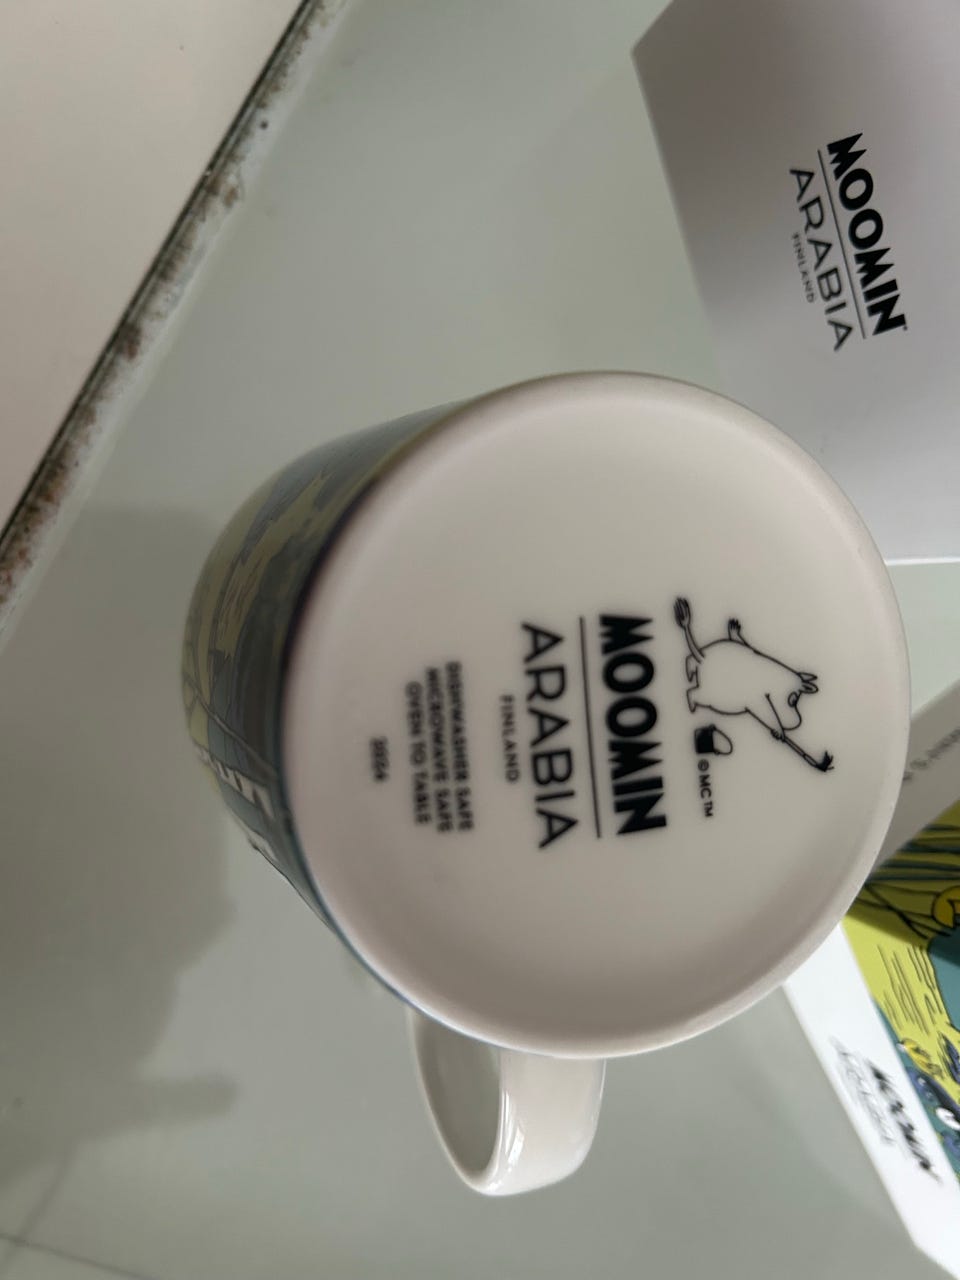 MOOMIN
ARABIA
FINLAND
©MC™
MOOMIN
ARABIA
FINLAND
DISHWASHER SAFE
MICROWAVE SAFE
OVEN TO TABLE
2024